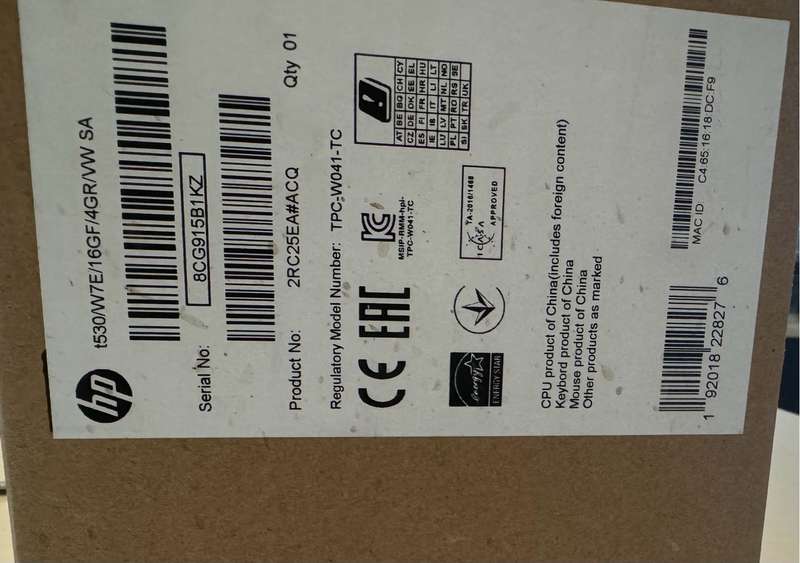 hp
t530/W7E/16GF/4GR/VW SA
Serial No:
8CG915B1KZ
Product No: 2RC25EA#ACQ Qty 01
Regulatory Model Number: TPC-W041-TC
CE EAC
MSIP-RMM-hpi-
TPC-W041-TC
AT BE BG CH CY
CZ DE DK EE EL
ES FI FR HR HU
IE IS IT LI LT
LU LV MT NL NO
PL PT RO RS SE
SI SK TR UK
energy
ENERGY STAR
TA-2016/1468
ICASA
APPROVED
CPU product of China(includes foreign content)
Keybord product of China
Mouse product of China
Other products as marked
1 92018 22827 6
MAC ID C4:65:16:18:DC:F9